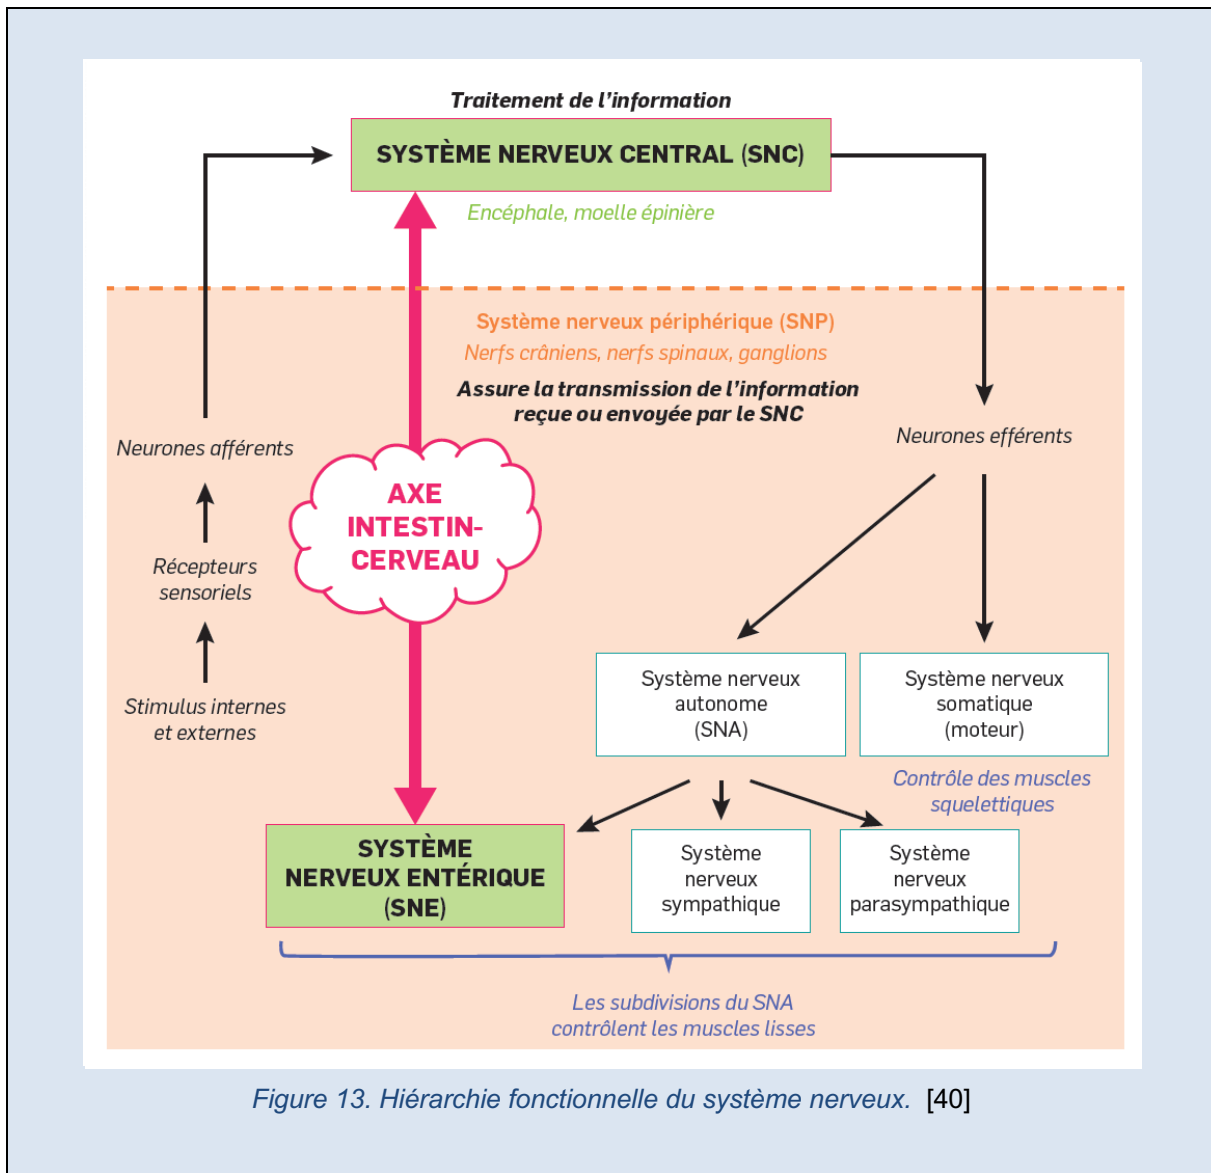 Traitement de l'information
SYSTÈME NERVEUX CENTRAL (SNC)
Encéphale, moelle épinière
Système nerveux périphérique (SNP)
Nerfs crâniens, nerfs spinaux, ganglions
Assure la transmission de l'information
reçue ou envoyée par le SNC
Neurones afférents
Neurones efférents
AXE
INTESTIN-
CERVEAU
Récepteurs
sensoriels
Stimulus internes
et externes
Système nerveux
autonome
(SNA)
Système nerveux
somatique
(moteur)
Contrôle des muscles
squelettiques
SYSTÈME
NERVEUX ENTÉRIQUE
(SNE)
Système
nerveux
sympathique
Système
nerveux
parasympathique
Les subdivisions du SNA
contrôlent les muscles lisses
Figure 13. Hiérarchie fonctionnelle du système nerveux. [40]